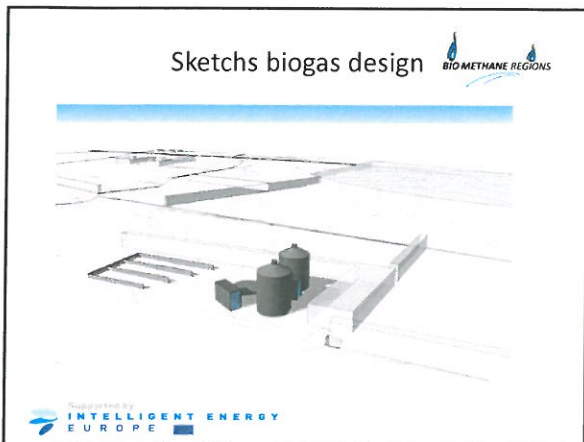 Sketchs biogas design
BIO METHANE REGIONS
Supported by
INTELLIGENT ENERGY
EUROPE